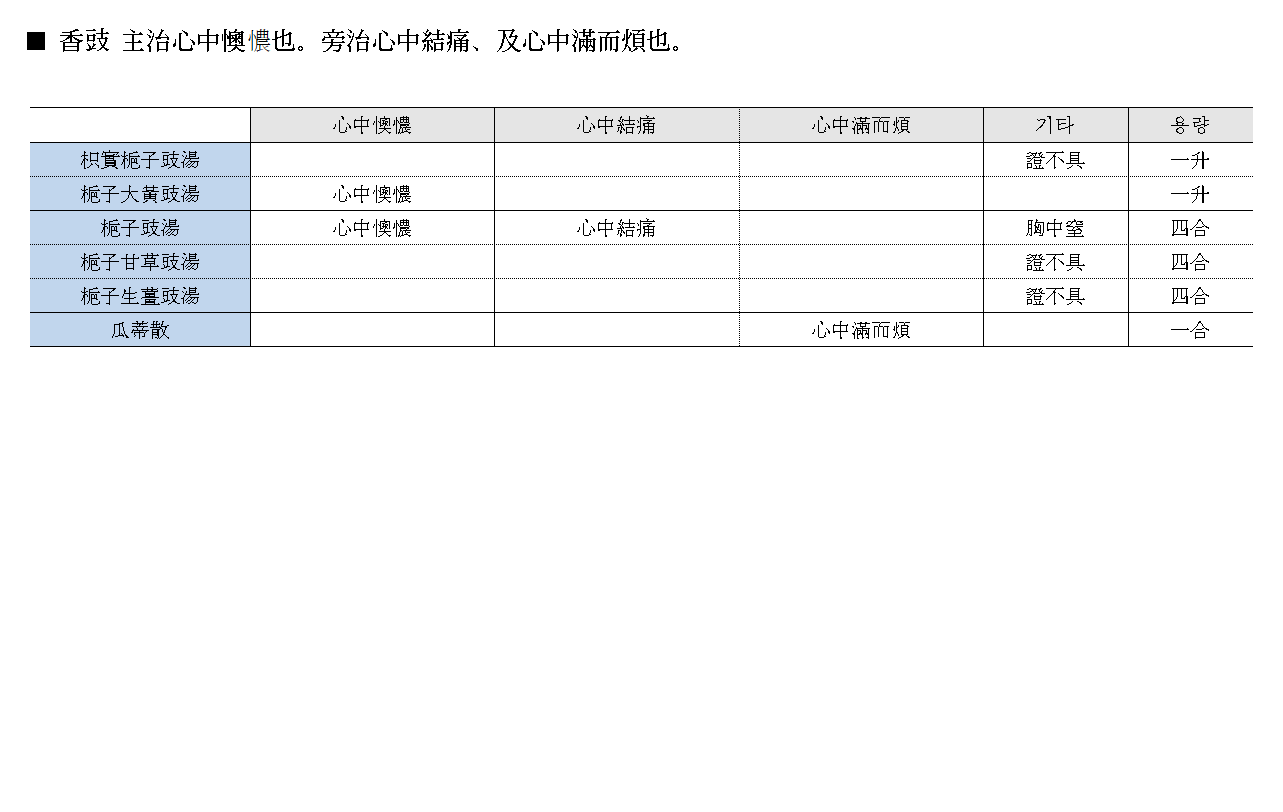 ■ 香豉 主治心中懊憹也。旁治心中結痛、及心中滿而煩也。
心中懊憹 心中結痛 心中滿而煩 기타 용량
枳實梔子豉湯 證不具 一升
梔子大黃豉湯 心中懊憹 一升
梔子豉湯 心中懊憹 心中結痛 胸中窒 四合
梔子甘草豉湯 證不具 四合
梔子生薑豉湯 證不具 四合
瓜蒂散 心中滿而煩 一合